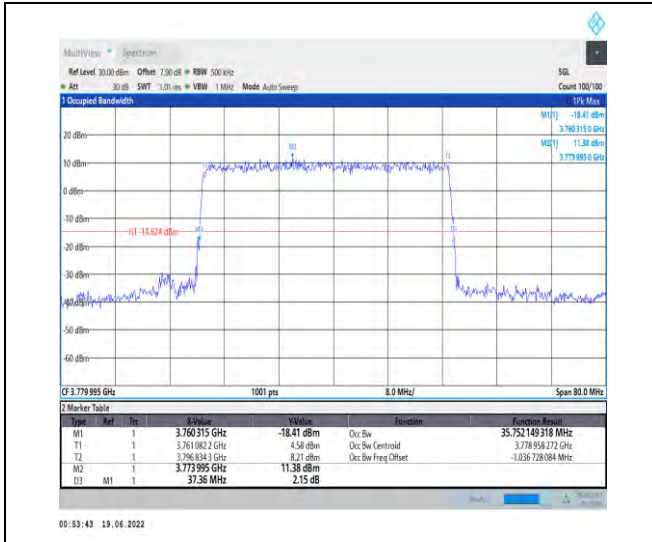 MultiView Spectrum
Ref Level 30.00 dBm Offset 7.50 dB RBW 500 kHz SGL
Att 30 dB SWT 1.01 ms VBW 1 MHz Mode Auto Sweep Count 100/100
1 Occupied Bandwidth 1Pk Max
M1[1] -18.41 dBm
3.760 315 0 GHz
M2[1] 11.38 dBm
3.773 995 0 GHz
20 dBm
M2
T1
10 dBm
0 dBm
-10 dBm
H1 -14.624 dBm
-20 dBm
-30 dBm
-40 dBm
-50 dBm
-60 dBm
CF 3.779 995 GHz 1001 pts 8.0 MHz/ Span 80.0 MHz
2 Marker Table
Type Ref Trc X-Value Y-Value Function Function Result
M1 1 3.760 315 GHz -18.41 dBm Occ Bw 35.752 149 318 MHz
T1 1 3.761 082 2 GHz 4.58 dBm Occ Bw Centroid 3.778 958 272 GHz
T2 1 3.796 834 3 GHz 8.21 dBm Occ Bw Freq Offset -1.036 728 084 MHz
M2 1 3.773 995 GHz 11.38 dBm
D3 M1 1 37.36 MHz 2.15 dB
00:53:43 19.06.2022